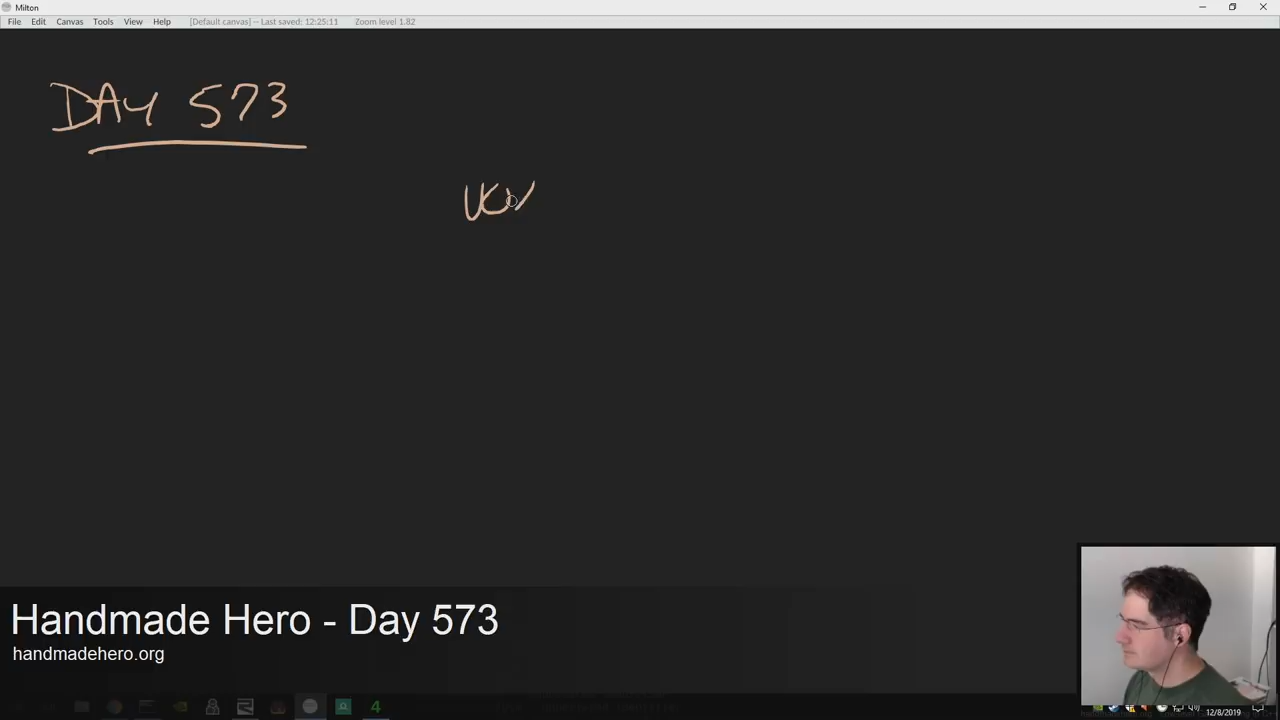 Milton
File Edit Canvas Tools View Help [Default canvas] -- Last saved: 12:25:11 Zoom level 1.82
DAY 573
Handmade Hero - Day 573
handmadehero.org
4
12/8/2019